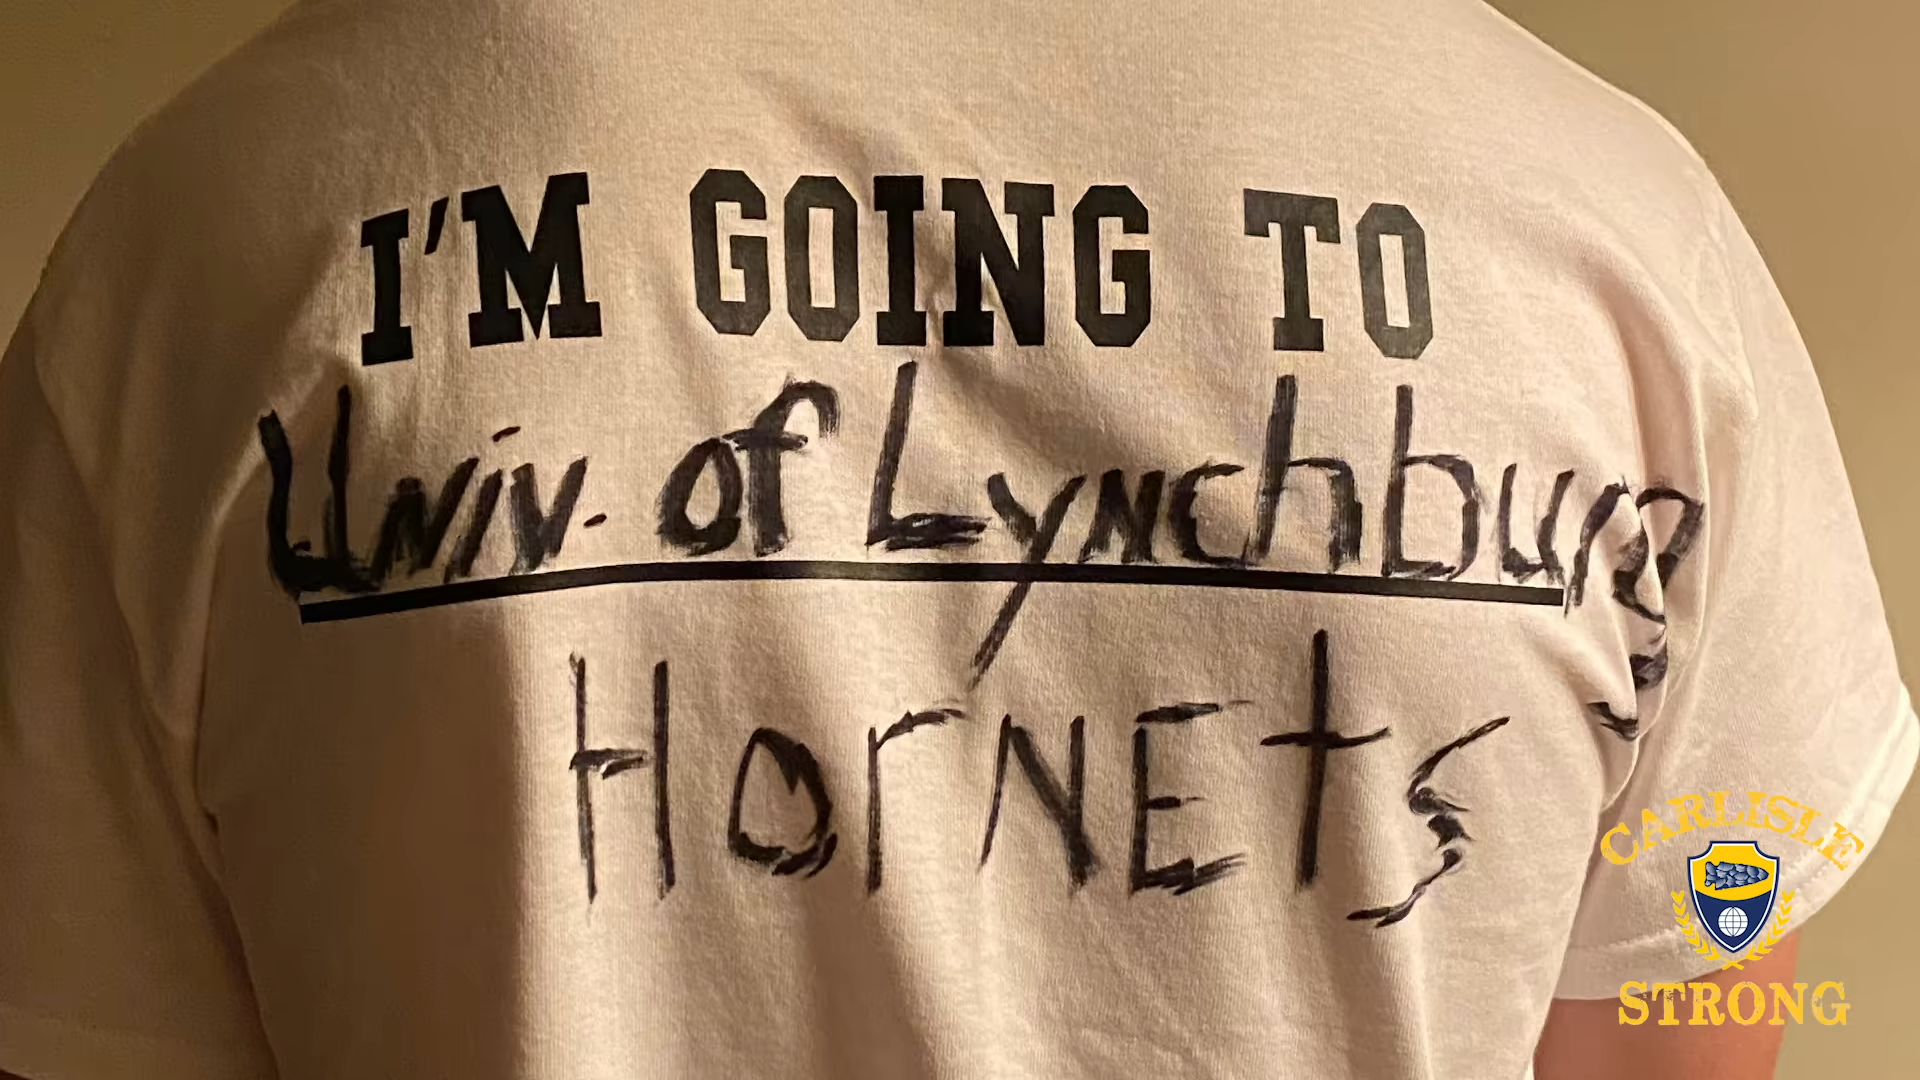 I'M GOING TO
Univ. of Lynchburg
HorNEts
CARLISLE
STRONG